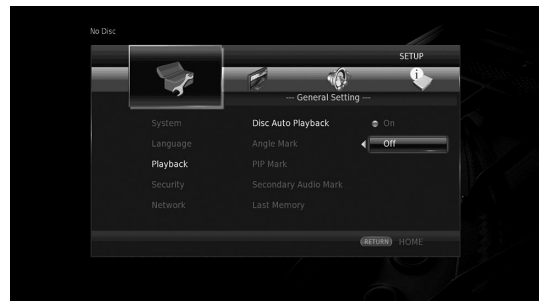 No Disc
SETUP
--- General Setting ---
System
Disc Auto Playback
On
Language
Angle Mark
Off
Playback
PIP Mark
Security
Secondary Audio Mark
Network
Last Memory
RETURN HOME